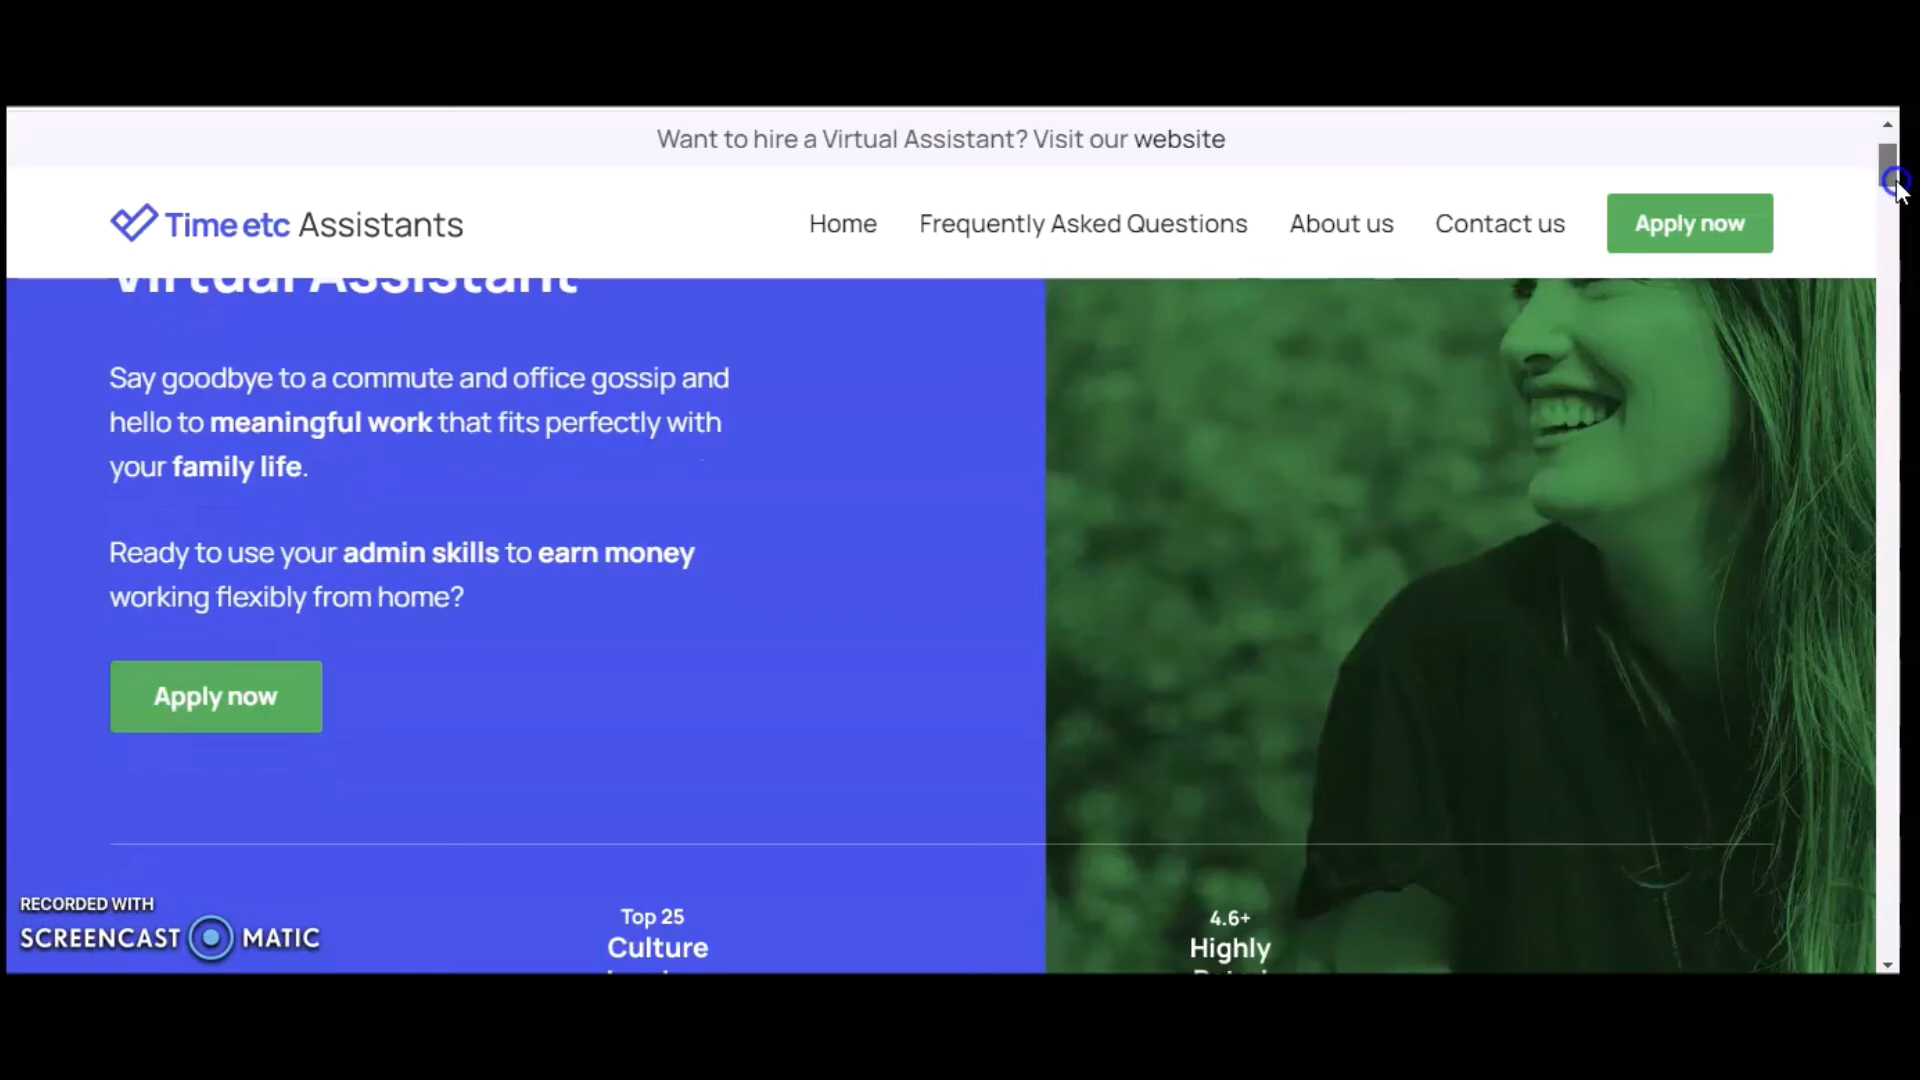 Want to hire a Virtual Assistant? Visit our website
Time etc Assistants
Home
Frequently Asked Questions
About us
Contact us
Apply now
Virtual Assistant
Say goodbye to a commute and office gossip and
hello to meaningful work that fits perfectly with
your family life.
Ready to use your admin skills to earn money
working flexibly from home?
Apply now
Top 25
Culture
4.6+
Highly
RECORDED WITH
SCREENCAST MATIC